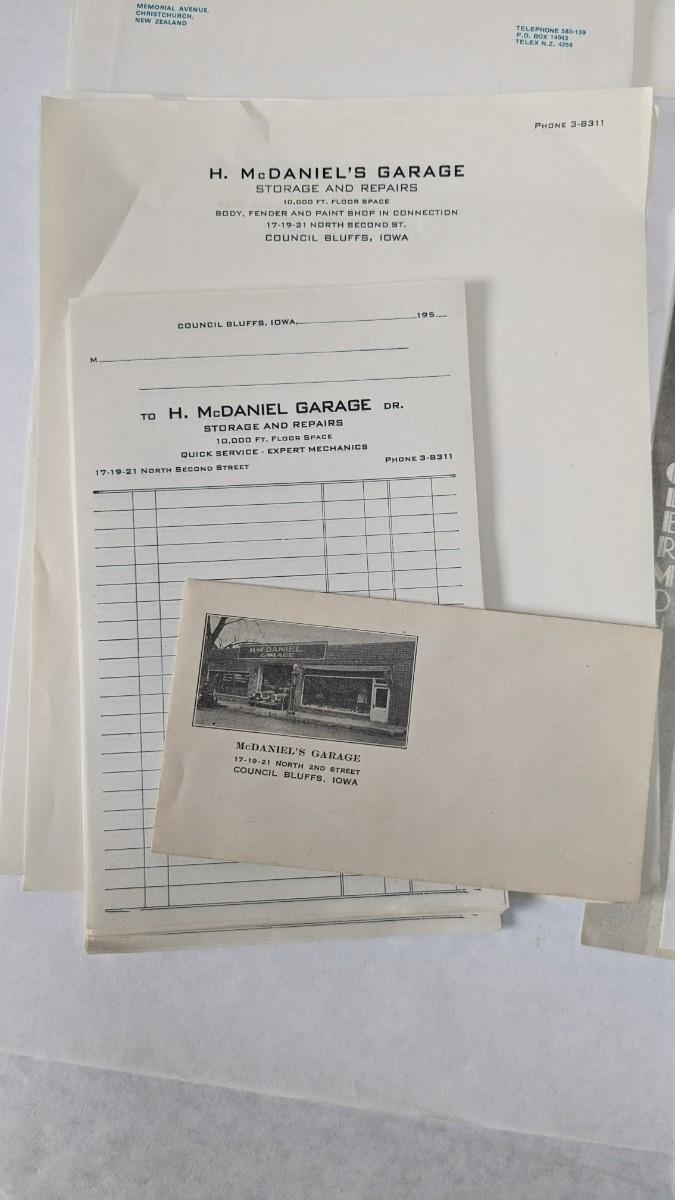 MEMORIAL AVENUE,
CHRISTCHURCH,
NEW ZEALAND
TELEPHONE 583-139
P.O. BOX 14043
TELEX N.Z. 4258
PHONE 3-8311
H. McDANIEL'S GARAGE
STORAGE AND REPAIRS
10,000 FT. FLOOR SPACE
BODY, FENDER AND PAINT SHOP IN CONNECTION
17-19-21 NORTH SECOND ST.
COUNCIL BLUFFS, IOWA
COUNCIL BLUFFS, IOWA, 195
M
TO H. McDANIEL GARAGE DR.
STORAGE AND REPAIRS
10,000 FT. FLOOR SPACE
QUICK SERVICE - EXPERT MECHANICS
17-19-21 NORTH SECOND STREET PHONE 3-8311
H. McDANIEL
GARAGE
McDANIEL'S GARAGE
17-19-21 NORTH 2ND STREET
COUNCIL BLUFFS, IOWA